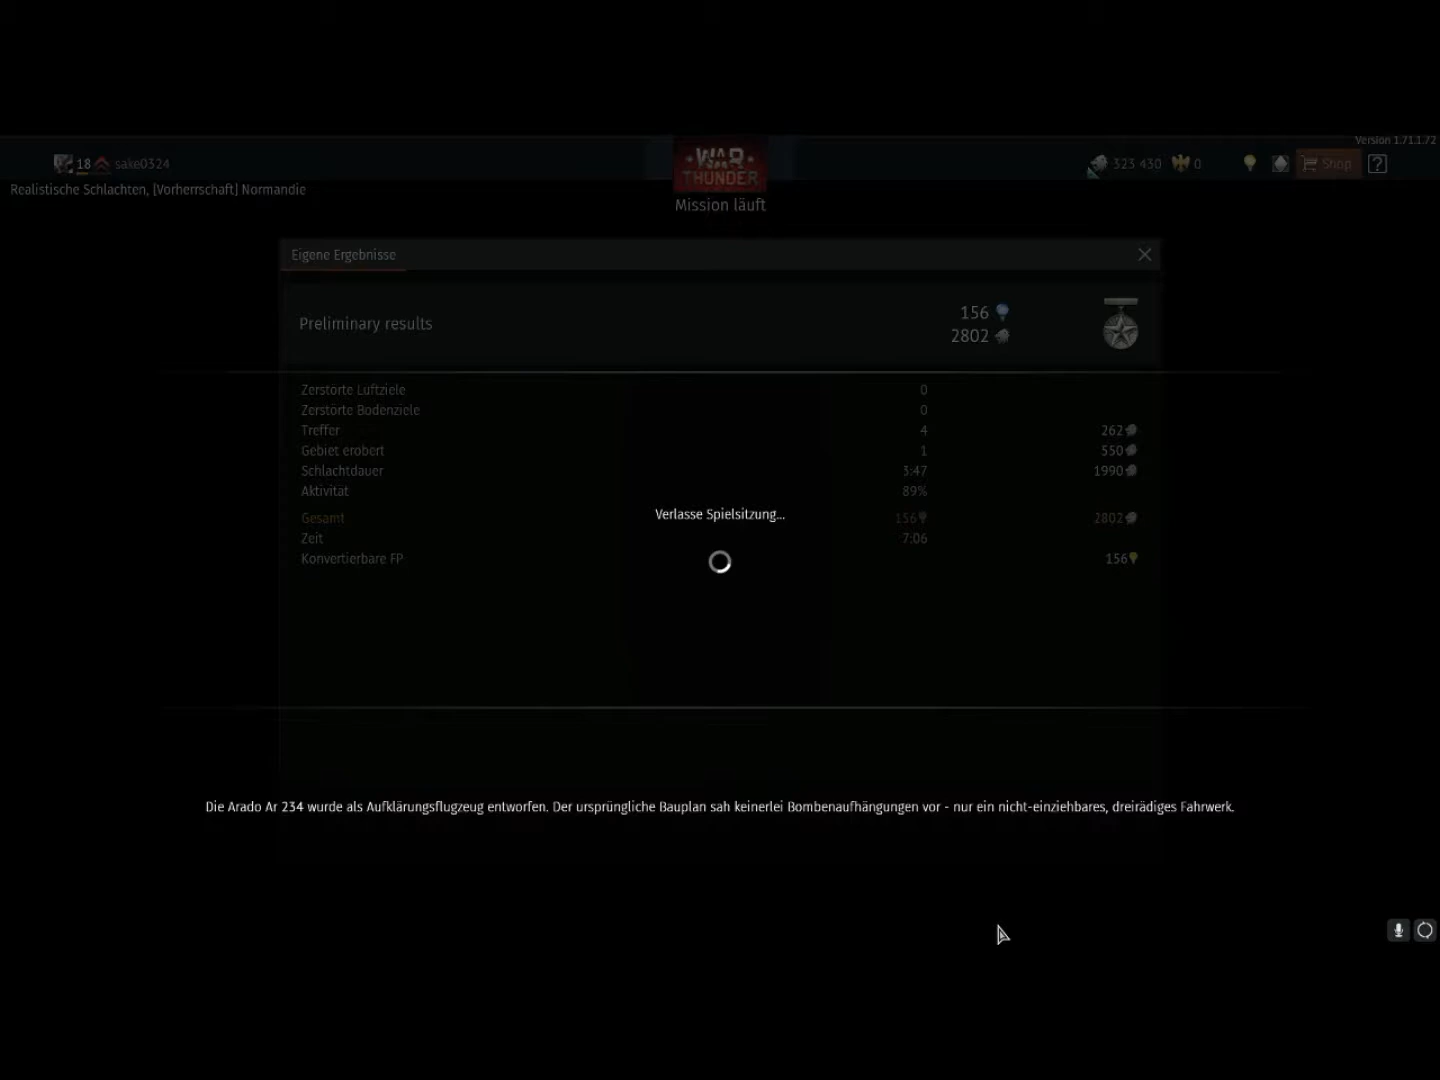 Version 1.71.1.72
18 sake0324
WAR THUNDER
323 430 0 Shop ?
Realistische Schlachten, [Vorherrschaft] Normandie
Mission läuft
Eigene Ergebnisse
Preliminary results 156
2802
Zerstörte Luftziele 0
Zerstörte Bodenziele 0
Treffer 4 262
Gebiet erobert 1 550
Schlachtdauer 3:47 1990
Aktivität 89%
Verlasse Spielsitzung...
Gesamt 156 2802
Zeit 7:06
Konvertierbare FP 156
Die Arado Ar 234 wurde als Aufklärungsflugzeug entworfen. Der ursprüngliche Bauplan sah keinerlei Bombenaufhängungen vor - nur ein nicht-einziehbares, dreirädiges Fahrwerk.